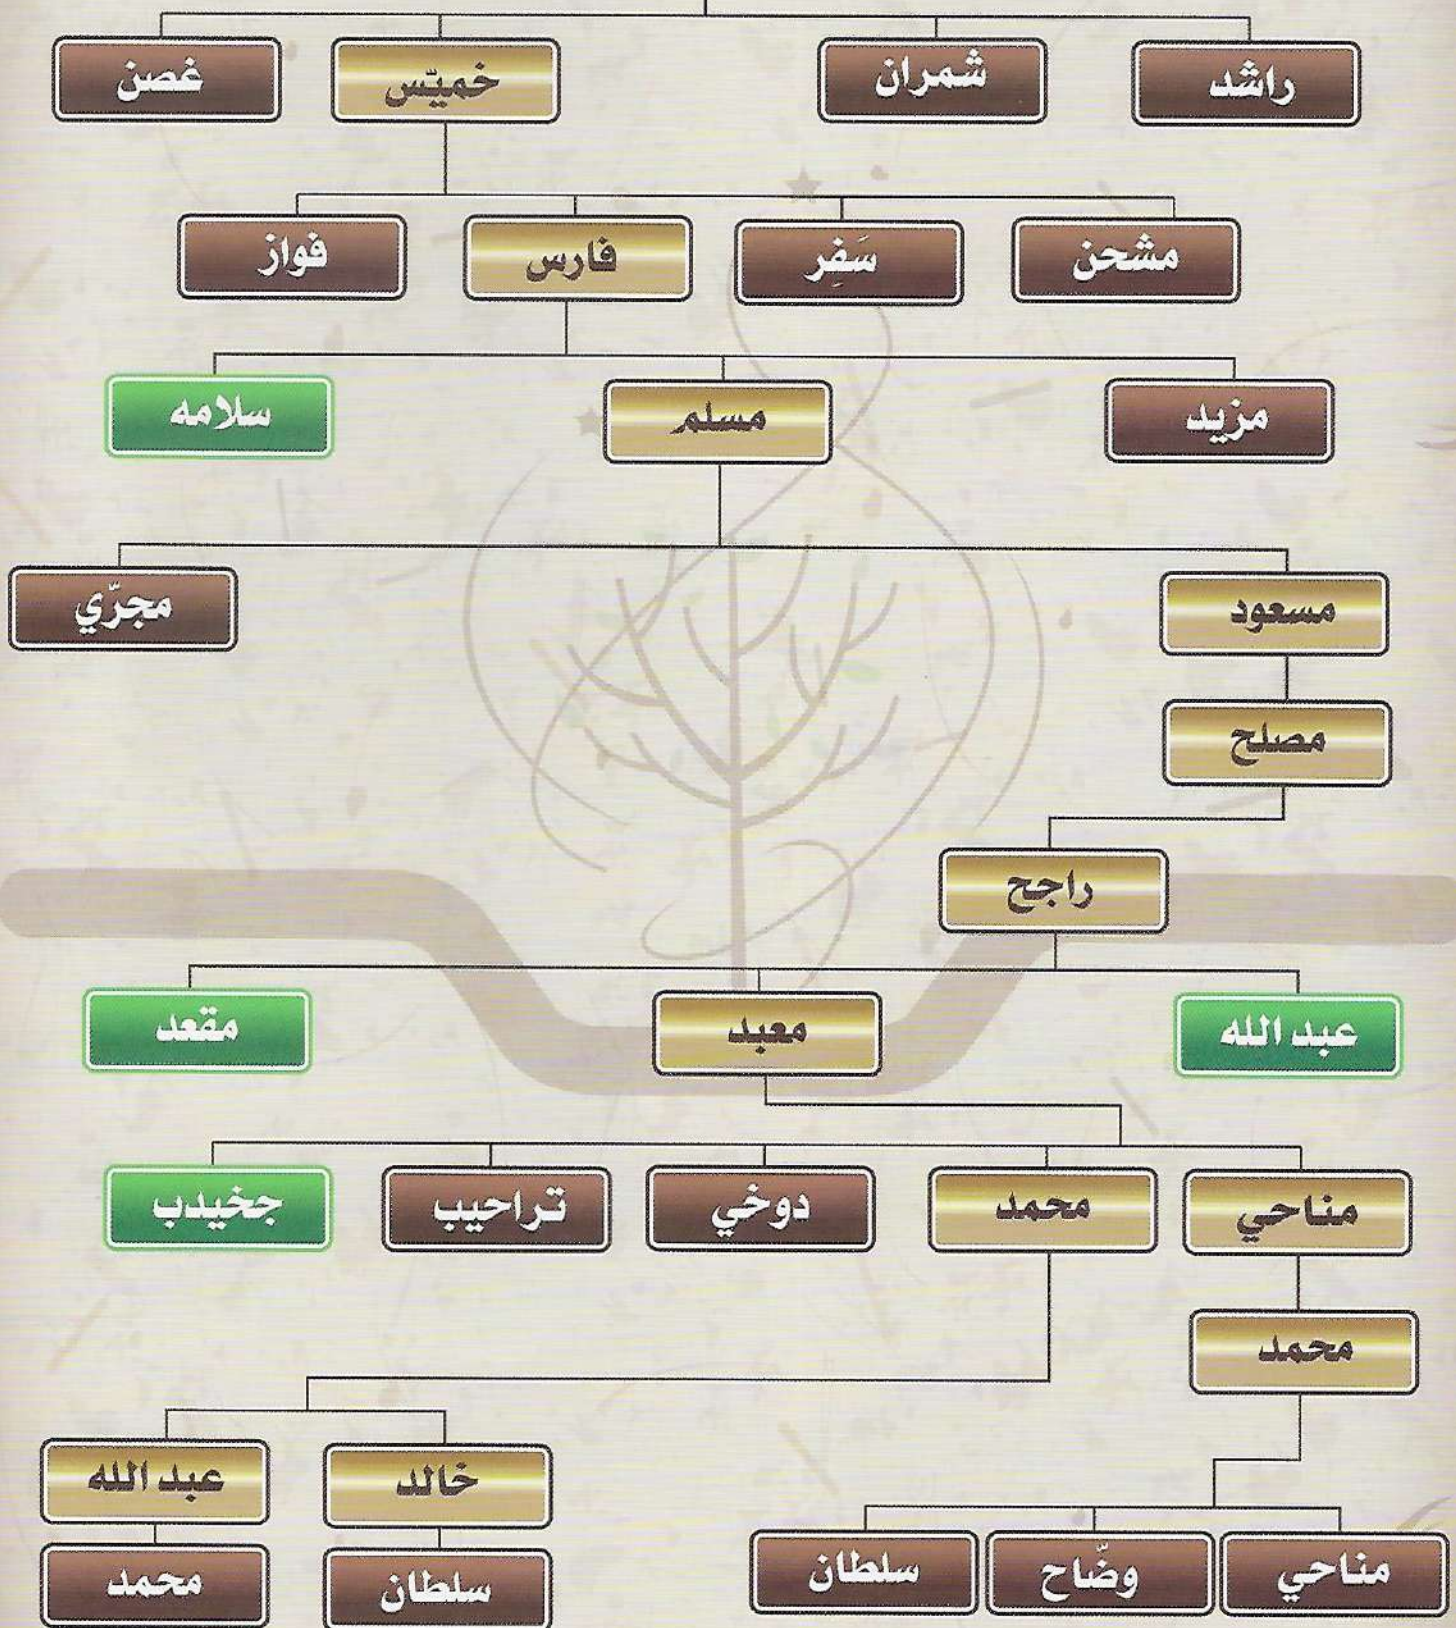 راشد شمران خميّس غصن
مشحن سَفِر فارس فواز
مزيد مسلم سلامه
مسعود مجرّي
مصلح
راجح
عبد الله معبد مقعد
مناحي محمد دوخي تراحيب جخيدب
محمد
خالد عبد الله
مناحي وضّاح سلطان سلطان محمد